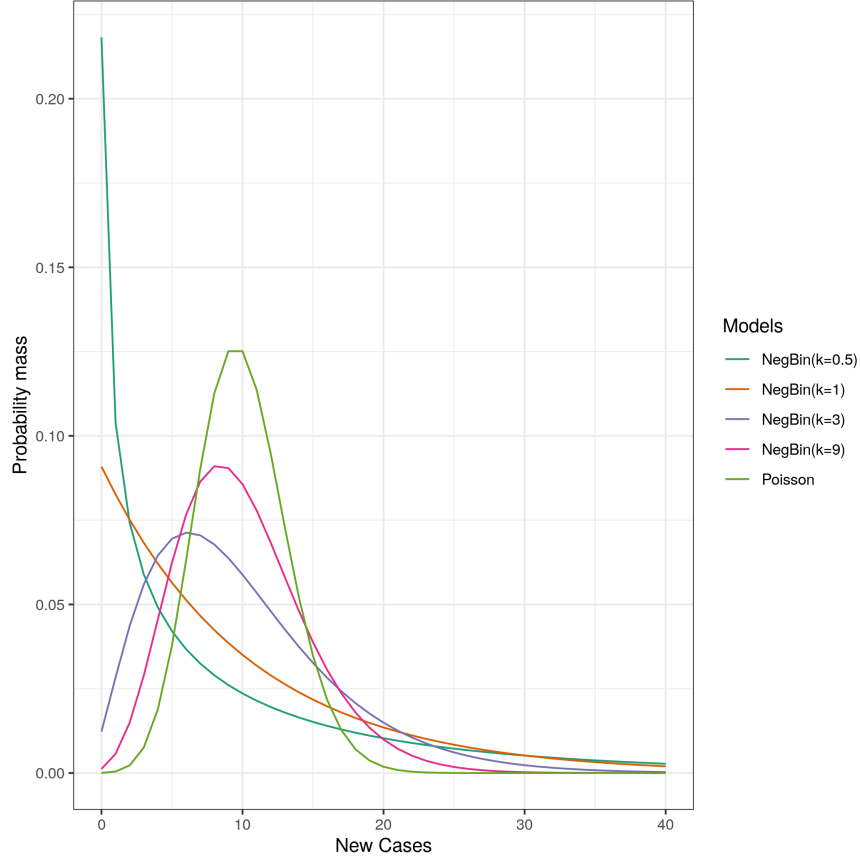 0.20
0.15
0.10
0.05
0.00
Probability mass
0 10 20 30 40
New Cases
Models
NegBin(k=0.5)
NegBin(k=1)
NegBin(k=3)
NegBin(k=9)
Poisson